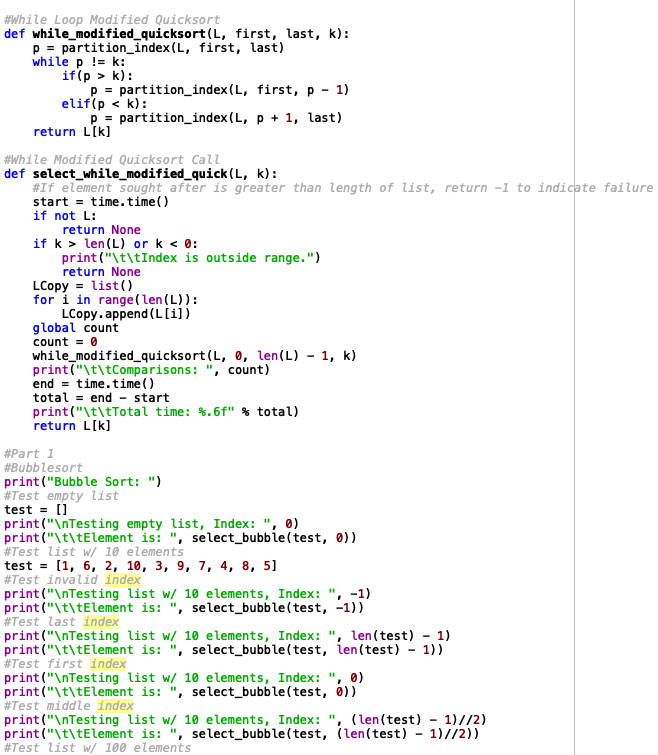 #While Loop Modified Quicksort
def while_modified_quicksort(L, first, last, k):
    p = partition_index(L, first, last)
    while p != k:
        if(p > k):
            p = partition_index(L, first, p - 1)
        elif(p < k):
            p = partition_index(L, p + 1, last)
    return L[k]

#While Modified Quicksort Call
def select_while_modified_quick(L, k):
    #If element sought after is greater than length of list, return -1 to indicate failure
    start = time.time()
    if not L:
        return None
    if k > len(L) or k < 0:
        print("\t\tIndex is outside range.")
        return None
    LCopy = list()
    for i in range(len(L)):
        LCopy.append(L[i])
    global count
    count = 0
    while_modified_quicksort(L, 0, len(L) - 1, k)
    print("\t\tComparisons: ", count)
    end = time.time()
    total = end - start
    print("\t\tTotal time: %.6f" % total)
    return L[k]

#Part 1
#Bubblesort
print("Bubble Sort: ")
#Test empty list
test = []
print("\nTesting empty list, Index: ", 0)
print("\t\tElement is: ", select_bubble(test, 0))
#Test list w/ 10 elements
test = [1, 6, 2, 10, 3, 9, 7, 4, 8, 5]
#Test invalid index
print("\nTesting list w/ 10 elements, Index: ", -1)
print("\t\tElement is: ", select_bubble(test, -1))
#Test last index
print("\nTesting list w/ 10 elements, Index: ", len(test) - 1)
print("\t\tElement is: ", select_bubble(test, len(test) - 1))
#Test first index
print("\nTesting list w/ 10 elements, Index: ", 0)
print("\t\tElement is: ", select_bubble(test, 0))
#Test middle index
print("\nTesting list w/ 10 elements, Index: ", (len(test) - 1)//2)
print("\t\tElement is: ", select_bubble(test, (len(test) - 1)//2))
#Test list w/ 100 elements